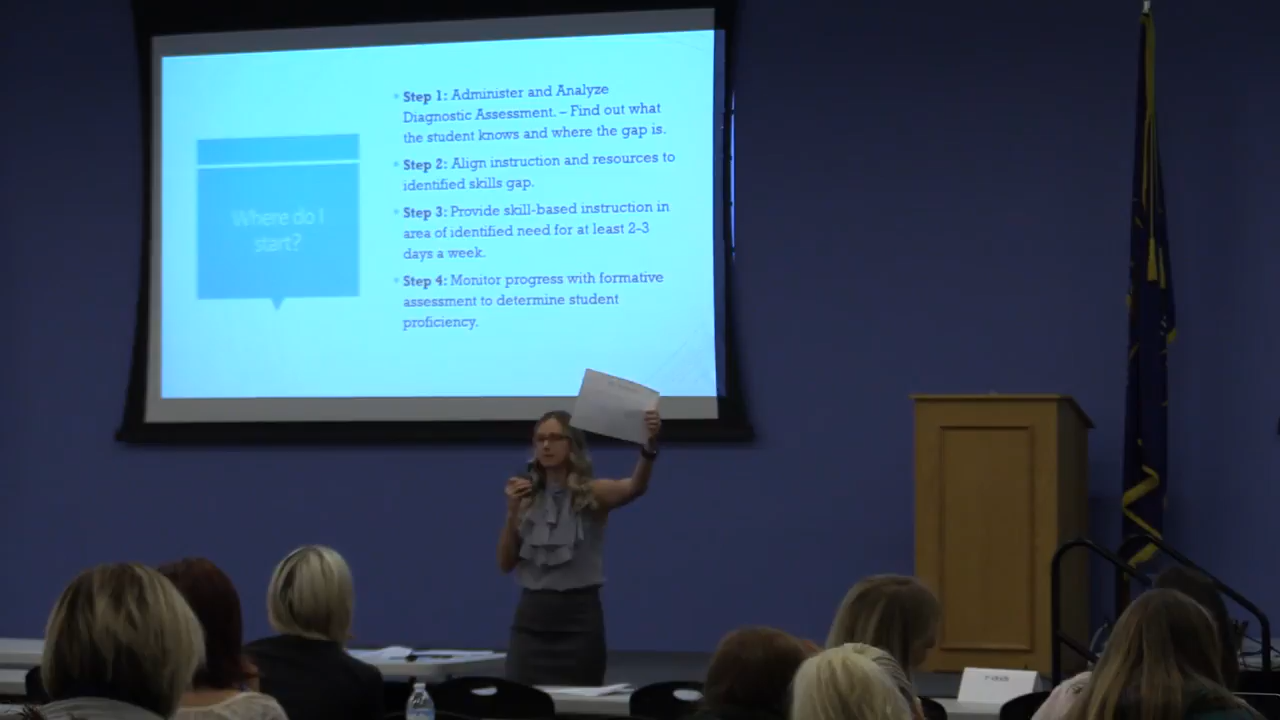 Where do I
start?
Step 1: Administer and Analyze
Diagnostic Assessment. – Find out what
the student knows and where the gap is.
Step 2: Align instruction and resources to
identified skills gap.
Step 3: Provide skill-based instruction in
area of identified need for at least 2-3
days a week.
Step 4: Monitor progress with formative
assessment to determine student
proficiency.